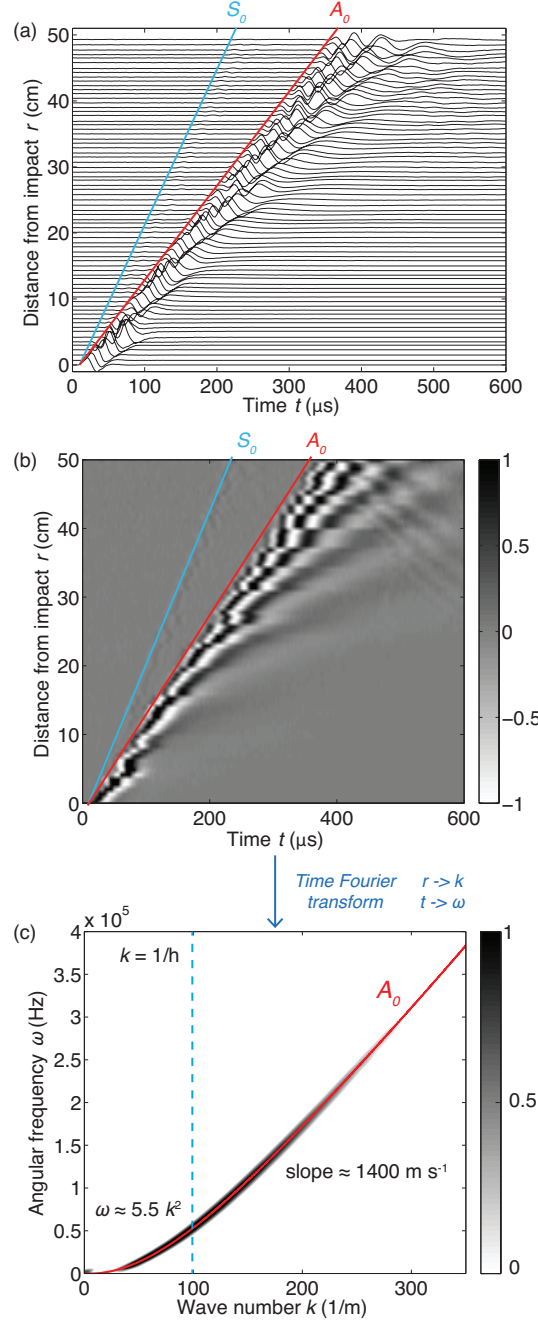 S₀ A₀
(a)
50
40
30
20
10
0
Distance from impact r (cm)
0 100 200 300 400 500 600
Time t (μs)
S₀ A₀
(b)
50
40
30
20
10
0
Distance from impact r (cm)
0 200 400 600
Time t (μs)
1
0.5
0
−0.5
−1
Time Fourier r -> k
transform t -> ω
(c)
x 10⁵
4
3.5
3
2.5
2
1.5
1
0.5
0
Angular frequency ω (Hz)
k = 1/h
A₀
slope ≈ 1400 m s⁻¹
ω ≈ 5.5 k²
0 100 200 300
Wave number k (1/m)
1
0.5
0